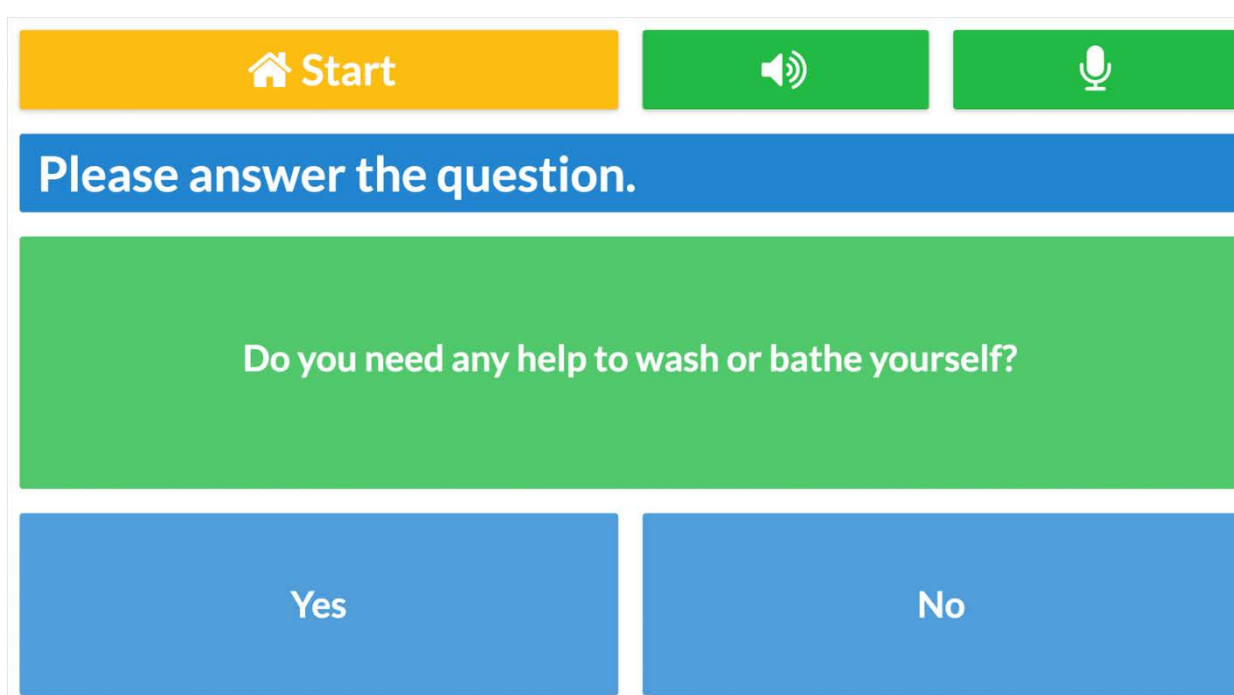 Start
Please answer the question.
Do you need any help to wash or bathe yourself?
Yes
No